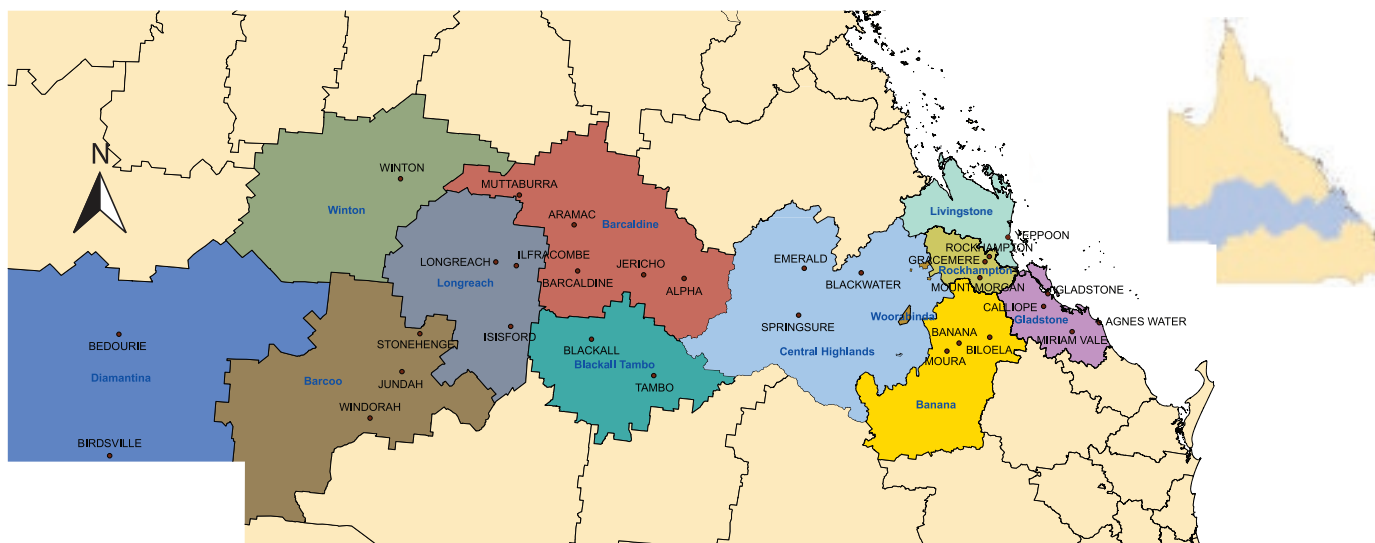 N
WINTON
Winton
MUTTABURRA
ARAMAC
Barcaldine
LONGREACH
ILFRACOMBE
Longreach
BARCALDINE
JERICHO
ALPHA
ISISFORD
STONEHENGE
BEDOURIE
Diamantina
BIRDSVILLE
Barcoo
JUNDAH
WINDORAH
BLACKALL
Blackall Tambo
TAMBO
EMERALD
BLACKWATER
SPRINGSURE
Central Highlands
Woorabinda
Livingstone
YEPPOON
ROCKHAMPTON
GRACEMERE
Rockhampton
MOUNT MORGAN
GLADSTONE
CALLIOPE
Gladstone
AGNES WATER
MIRIAM VALE
BANANA
BILOELA
MOURA
Banana